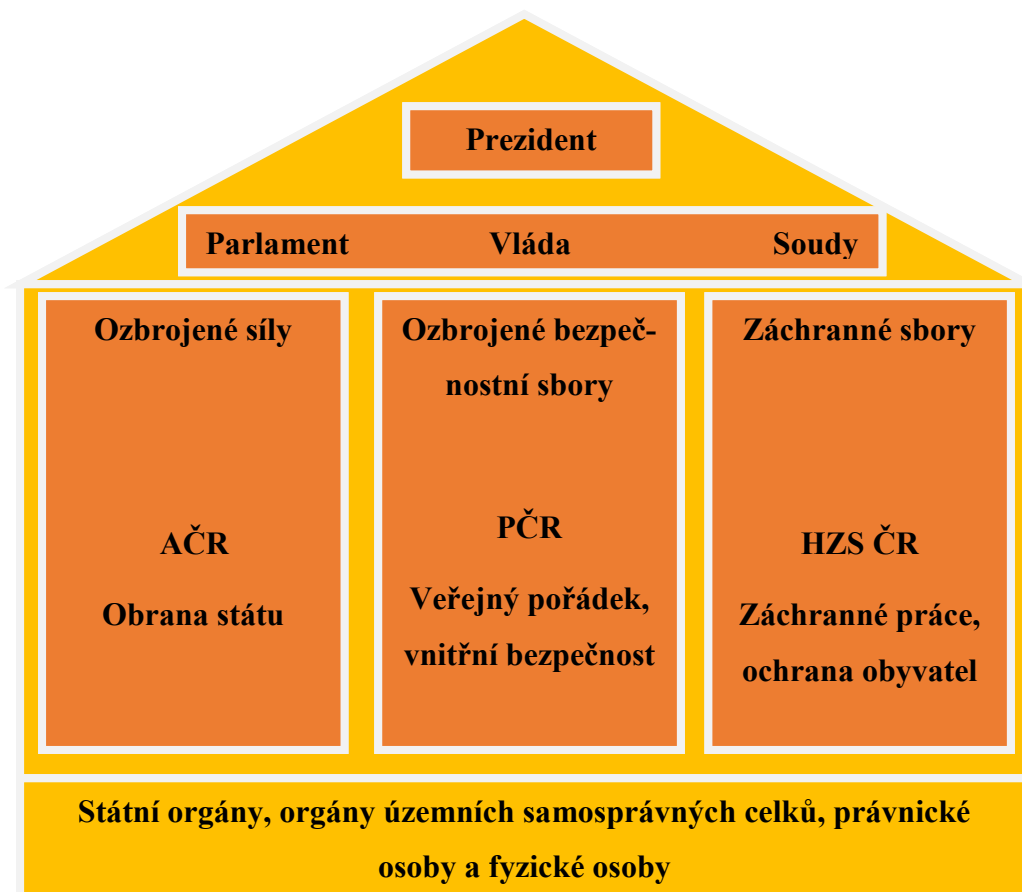 Prezident
Parlament Vláda Soudy
Ozbrojené síly
AČR
Obrana státu
Ozbrojené bezpeč-
nostní sbory
PČR
Veřejný pořádek,
vnitřní bezpečnost
Záchranné sbory
HZS ČR
Záchranné práce,
ochrana obyvatel
Státní orgány, orgány územních samosprávných celků, právnické
osoby a fyzické osoby